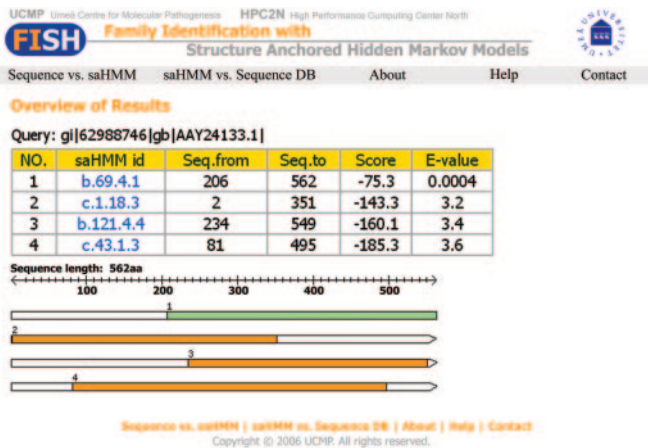 UCMP Umeå Centre for Molecular Pathogenesis HPC2N High Performance Computing Center North
FISH Family Identification with
Structure Anchored Hidden Markov Models
UMEÅ UNIVERSITET
Sequence vs. saHMM saHMM vs. Sequence DB About Help Contact
Overview of Results
Query: gi|62988746|gb|AAY24133.1|
NO. saHMM id Seq.from Seq.to Score E-value
1 b.69.4.1 206 562 -75.3 0.0004
2 c.1.18.3 2 351 -143.3 3.2
3 b.121.4.4 234 549 -160.1 3.4
4 c.43.1.3 81 495 -185.3 3.6
Sequence length: 562aa
100 200 300 400 500
1
2
3
4
Sequence vs. saHMM | saHMM vs. Sequence DB | About | Help | Contact
Copyright © 2006 UCMP. All rights reserved.